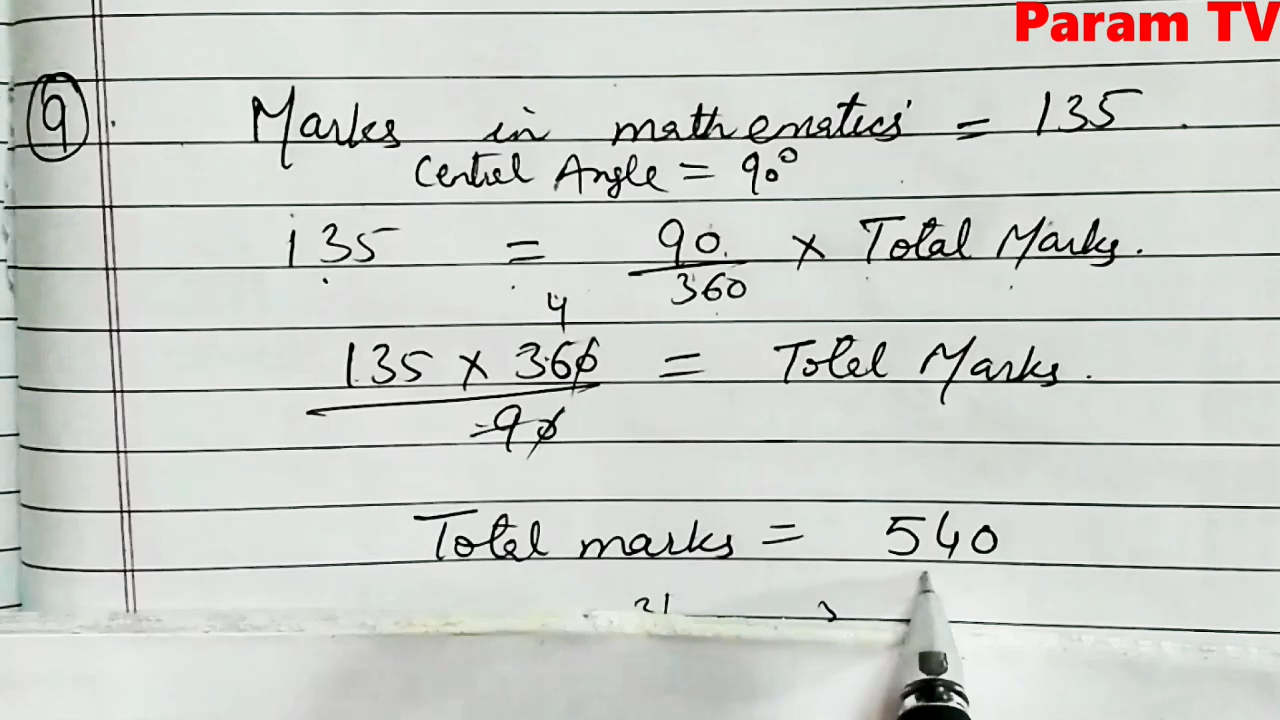 Param TV
9. Marks in mathematics = 135.
Central Angle = 90°
135 = 90/360 × Total Marks.
4
135 × 360 = Total Marks.
90
Total marks = 540